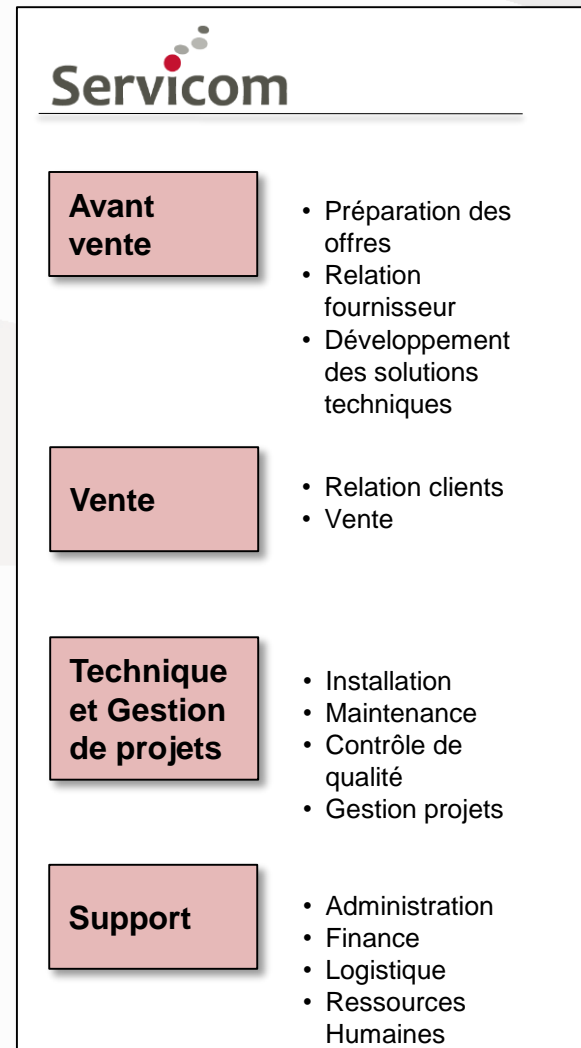 Servicom
Avant
vente
• Préparation des
offres
• Relation
fournisseur
• Développement
des solutions
techniques
Vente
• Relation clients
• Vente
Technique
et Gestion
de projets
• Installation
• Maintenance
• Contrôle de
qualité
• Gestion projets
Support
• Administration
• Finance
• Logistique
• Ressources
Humaines